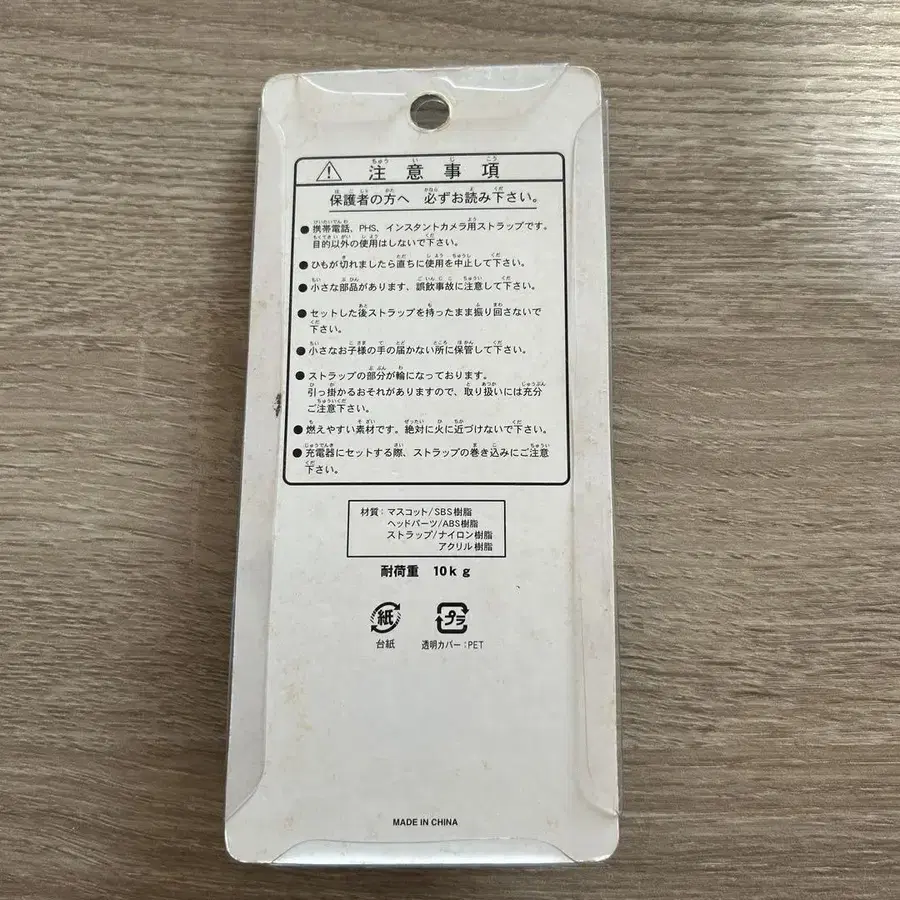 ⚠ 注意事項
保護者の方へ 必ずお読み下さい。
● 携帯電話、PHS、インスタントカメラ用ストラップです。
目的以外の使用はしないで下さい。
● ひもが切れましたら直ちに使用を中止して下さい。
● 小さな部品があります、誤飲事故に注意して下さい。
● セットした後ストラップを持ったまま振り回さないで
下さい。
● 小さなお子様の手の届かない所に保管して下さい。
● ストラップの部分が輪になっております。
引っ掛かるおそれがありますので、取り扱いには充分
ご注意下さい。
● 燃えやすい素材です。絶対に火に近づけないで下さい。
● 充電器にセットする際、ストラップの巻き込みにご注意
下さい。
材質：マスコット/SBS樹脂
ヘッドパーツ/ABS樹脂
ストラップ/ナイロン樹脂
アクリル樹脂
耐荷重 10kg
紙 プラ
台紙 透明カバー：PET
MADE IN CHINA